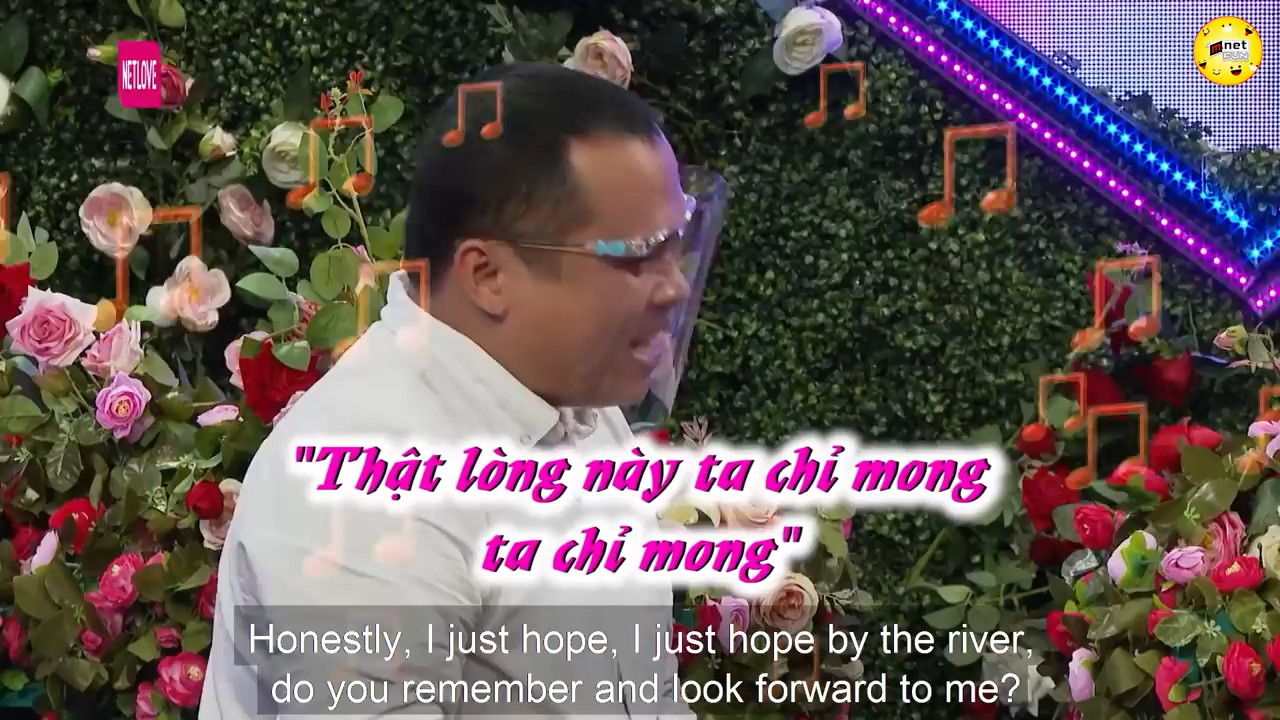 NETLOVE
mnet
FUN
"Thật lòng này ta chỉ mong
ta chỉ mong"
Honestly, I just hope, I just hope by the river,
do you remember and look forward to me?